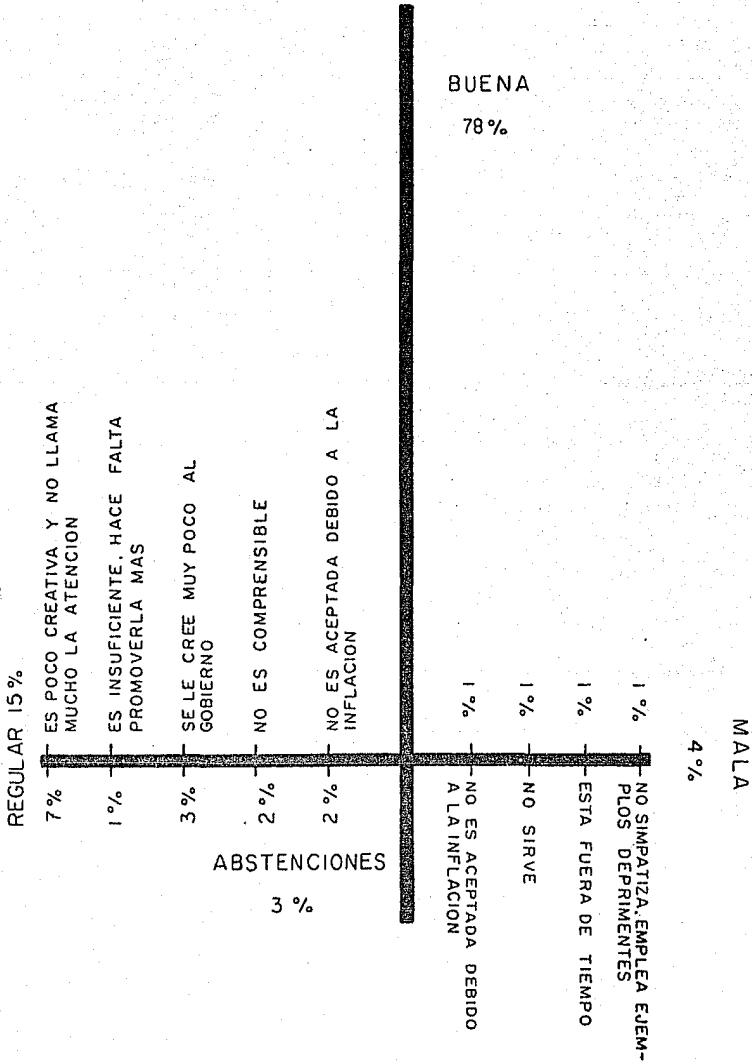 BUENA
78%
REGULAR 15%
7% ES POCO CREATIVA Y NO LLAMA
MUCHO LA ATENCION
1% ES INSUFICIENTE, HACE FALTA
PROMOVERLA MAS
3% SE LE CREE MUY POCO AL
GOBIERNO
2% NO ES COMPRENSIBLE
2% NO ES ACEPTADA DEBIDO A LA
INFLACION
ABSTENCIONES
3%
1% NO ES ACEPTADA DEBIDO
A LA INFLACION
1% NO SIRVE
1% ESTA FUERA DE TIEMPO
1% NO SIMPATIZA, EMPLEA EJEM-
PLOS DEPRIMENTES
4%
MALA